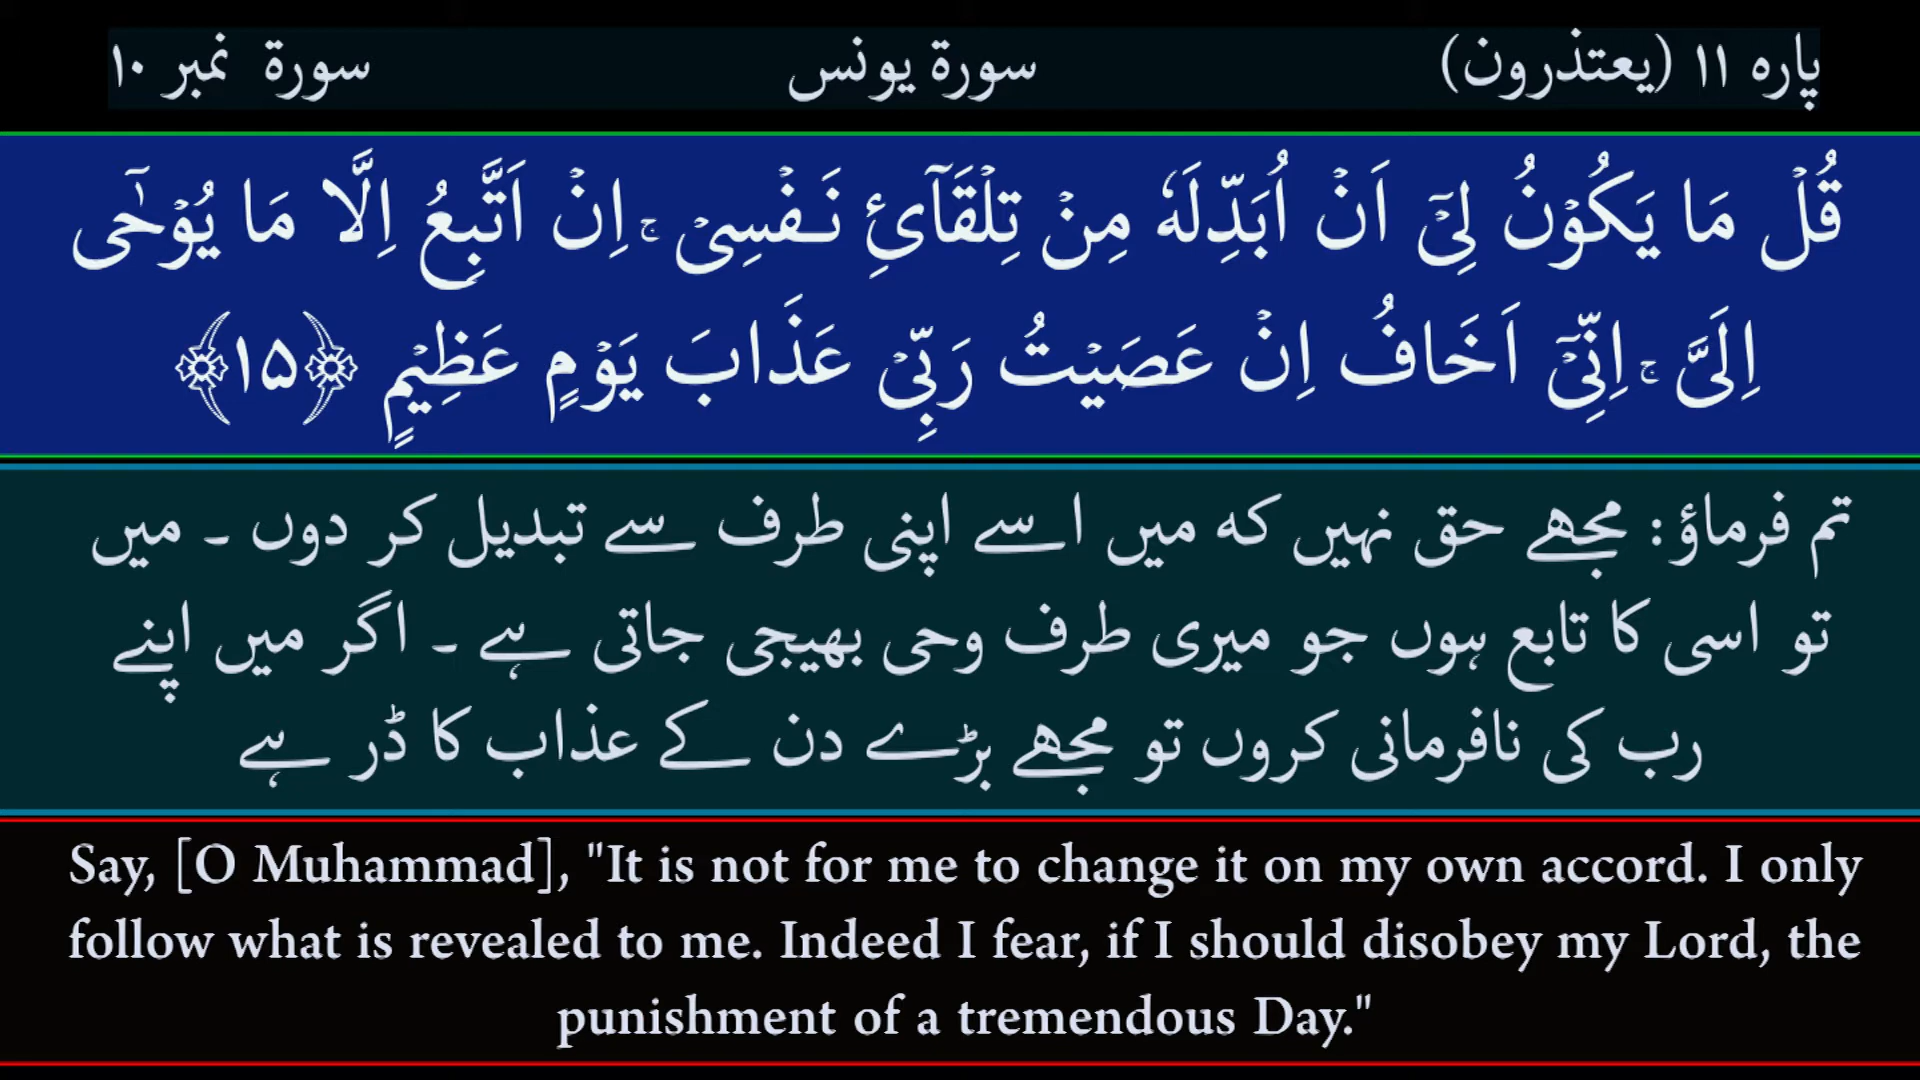 پارہ ۱۱ (یعتذرون) سورۃ یونس سورۃ نمبر ۱۰
قُلۡ مَا یَکُوۡنُ لِیۡۤ اَنۡ اُبَدِّلَہٗ مِنۡ تِلۡقَآیِٔ نَفۡسِیۡ ۚ اِنۡ اَتَّبِعُ اِلَّا مَا یُوۡحٰۤی
اِلَیَّ ۚ اِنِّیۡۤ اَخَافُ اِنۡ عَصَیۡتُ رَبِّیۡ عَذَابَ یَوۡمٍ عَظِیۡمٍ ﴿۱۵﴾
تم فرماؤ: مجھے حق نہیں کہ میں اسے اپنی طرف سے تبدیل کر دوں ۔ میں
تو اسی کا تابع ہوں جو میری طرف وحی بھیجی جاتی ہے ۔ اگر میں اپنے
رب کی نافرمانی کروں تو مجھے بڑے دن کے عذاب کا ڈر ہے
Say, [O Muhammad], "It is not for me to change it on my own accord. I only
follow what is revealed to me. Indeed I fear, if I should disobey my Lord, the
punishment of a tremendous Day."